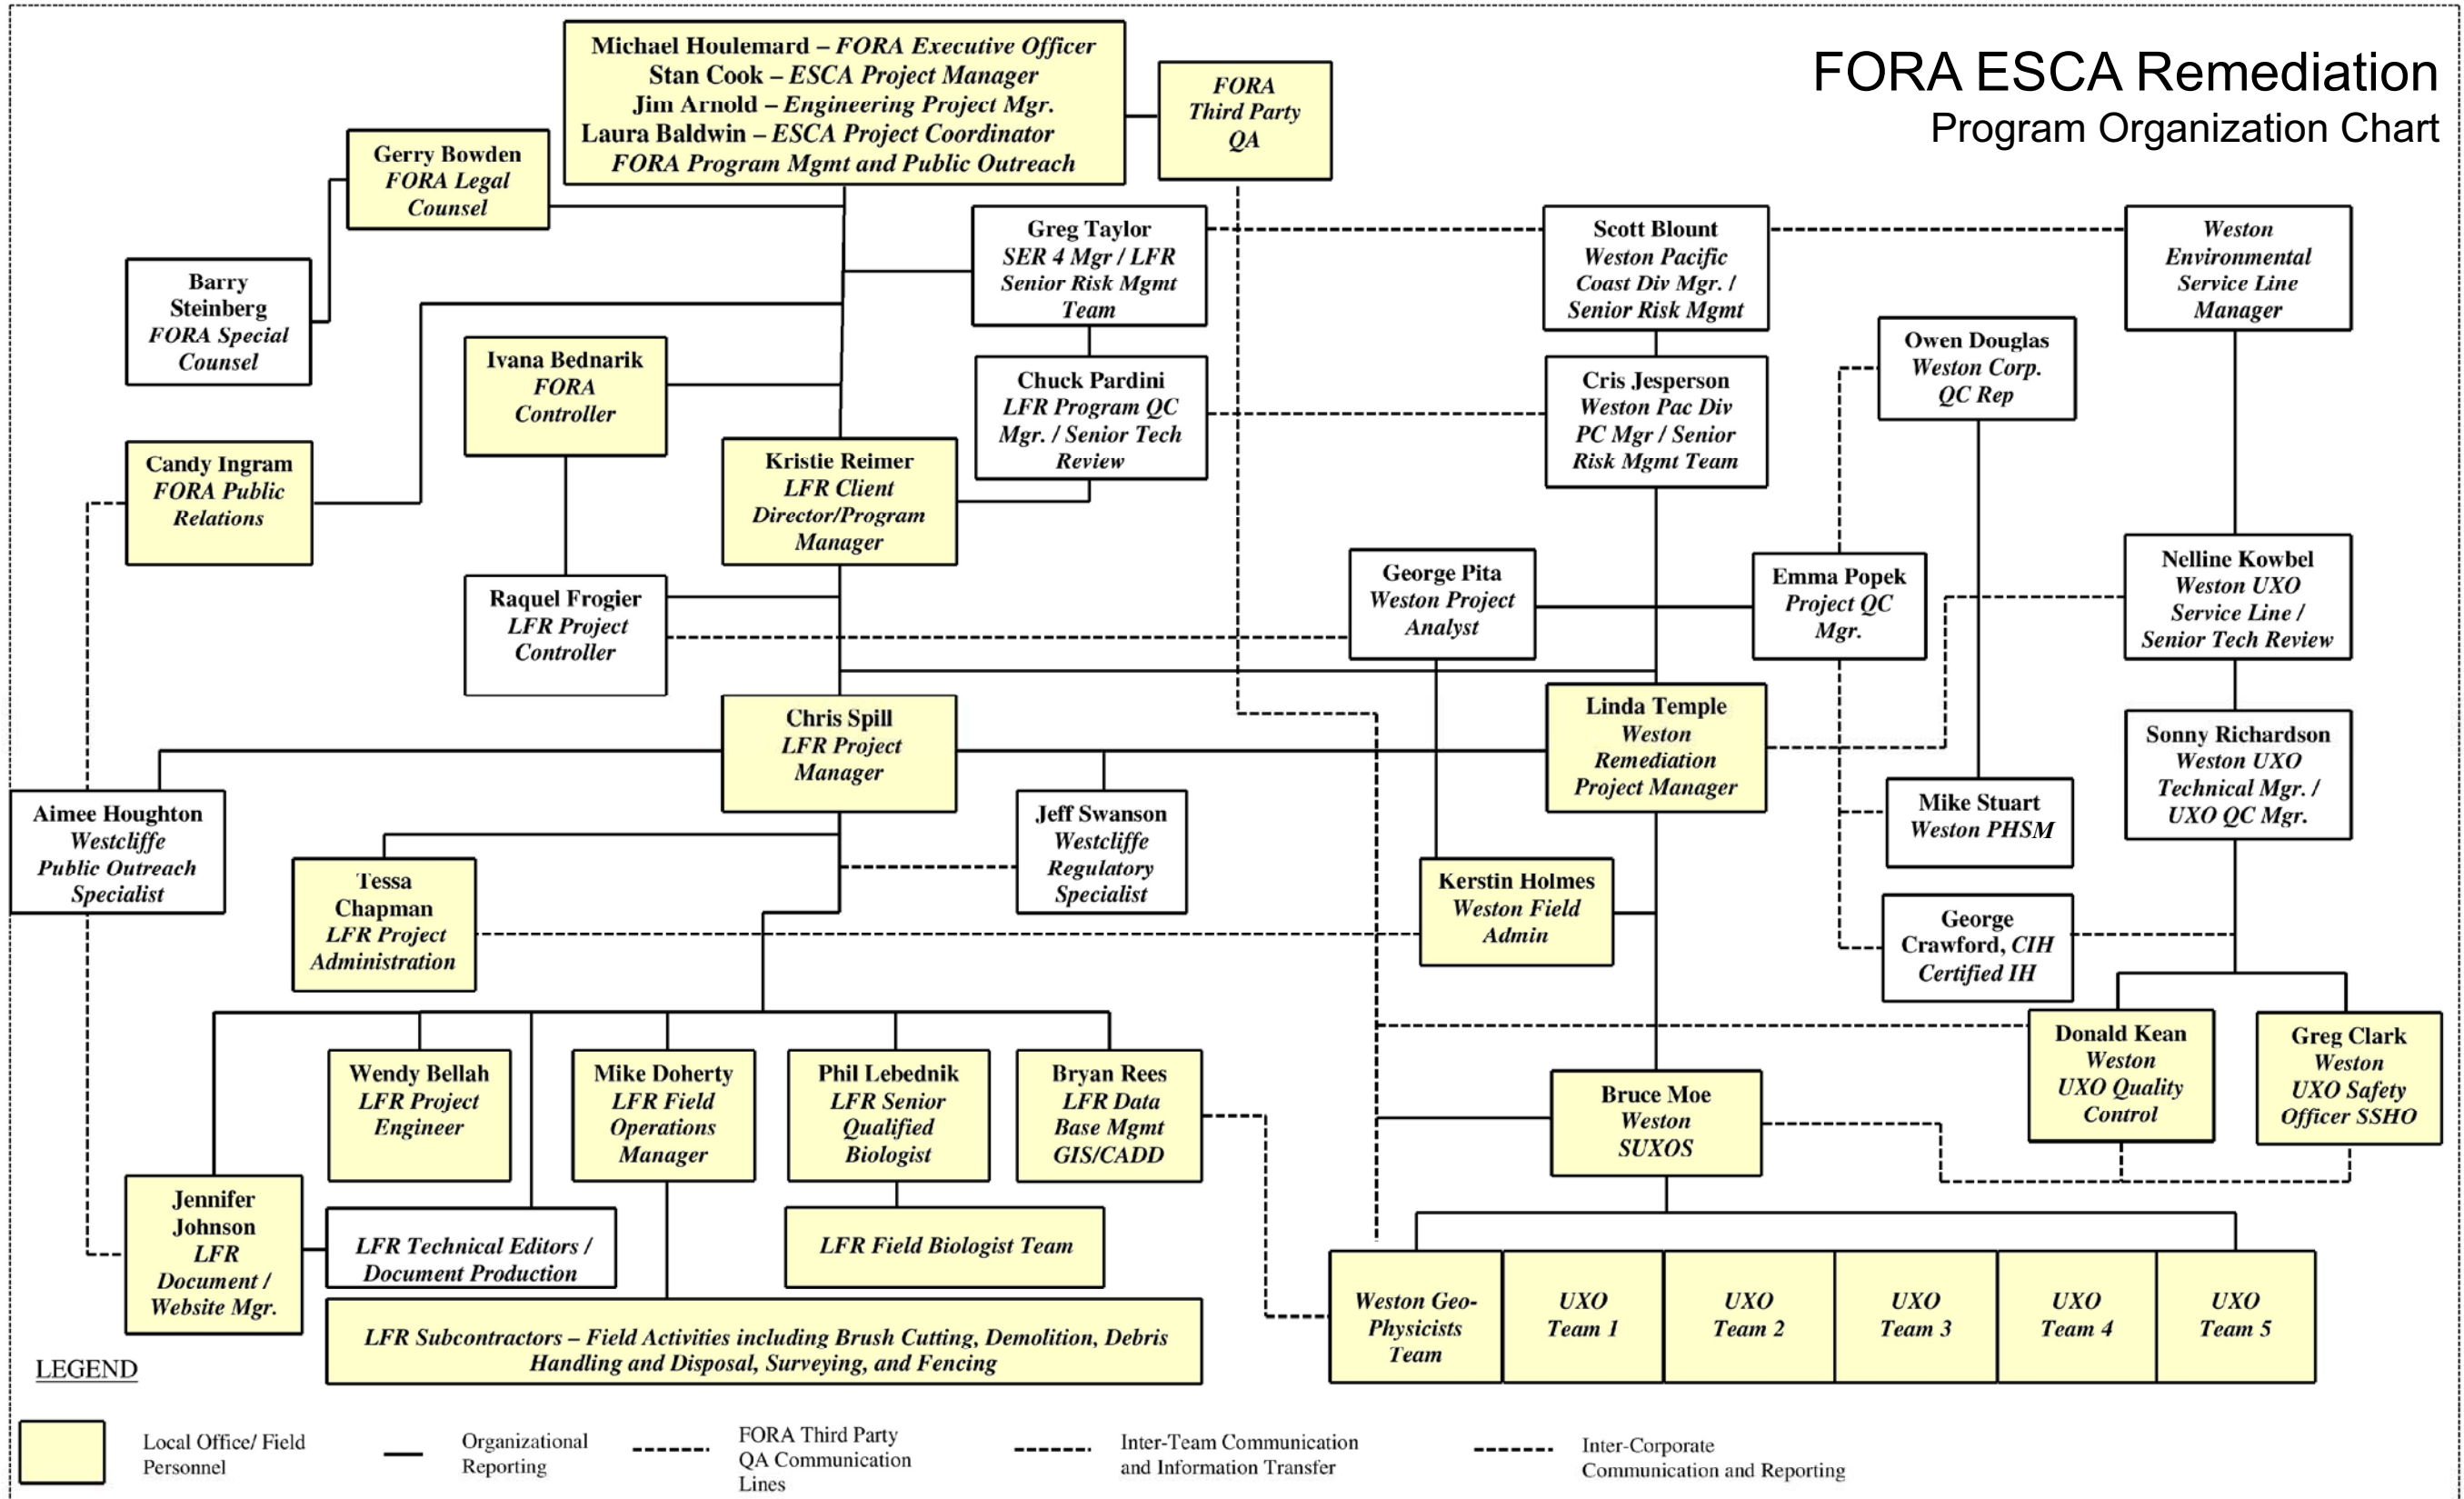 FORA ESCA Remediation
Program Organization Chart
Michael Houlemard – FORA Executive Officer
Stan Cook – ESCA Project Manager
Jim Arnold – Engineering Project Mgr.
Laura Baldwin – ESCA Project Coordinator
FORA Program Mgmt and Public Outreach
FORA
Third Party
QA
Gerry Bowden
FORA Legal
Counsel
Barry
Steinberg
FORA Special
Counsel
Greg Taylor
SER 4 Mgr / LFR
Senior Risk Mgmt
Team
Scott Blount
Weston Pacific
Coast Div Mgr. /
Senior Risk Mgmt
Weston
Environmental
Service Line
Manager
Owen Douglas
Weston Corp.
QC Rep
Ivana Bednarik
FORA
Controller
Chuck Pardini
LFR Program QC
Mgr. / Senior Tech
Review
Cris Jesperson
Weston Pac Div
PC Mgr / Senior
Risk Mgmt Team
Candy Ingram
FORA Public
Relations
Kristie Reimer
LFR Client
Director/Program
Manager
Raquel Frogier
LFR Project
Controller
George Pita
Weston Project
Analyst
Emma Popek
Project QC
Mgr.
Nelline Kowbel
Weston UXO
Service Line /
Senior Tech Review
Chris Spill
LFR Project
Manager
Linda Temple
Weston
Remediation
Project Manager
Sonny Richardson
Weston UXO
Technical Mgr. /
UXO QC Mgr.
Aimee Houghton
Westcliffe
Public Outreach
Specialist
Jeff Swanson
Westcliffe
Regulatory
Specialist
Mike Stuart
Weston PHSM
Tessa
Chapman
LFR Project
Administration
Kerstin Holmes
Weston Field
Admin
George
Crawford, CIH
Certified IH
Wendy Bellah
LFR Project
Engineer
Mike Doherty
LFR Field
Operations
Manager
Phil Lebednik
LFR Senior
Qualified
Biologist
Bryan Rees
LFR Data
Base Mgmt
GIS/CADD
Bruce Moe
Weston
SUXOS
Donald Kean
Weston
UXO Quality
Control
Greg Clark
Weston
UXO Safety
Officer SSHO
Jennifer
Johnson
LFR
Document /
Website Mgr.
LFR Technical Editors /
Document Production
LFR Field Biologist Team
LFR Subcontractors – Field Activities including Brush Cutting, Demolition, Debris
Handling and Disposal, Surveying, and Fencing
Weston Geo-
Physicists
Team
UXO
Team 1
UXO
Team 2
UXO
Team 3
UXO
Team 4
UXO
Team 5
LEGEND
Local Office/ Field
Personnel
Organizational
Reporting
FORA Third Party
QA Communication
Lines
Inter-Team Communication
and Information Transfer
Inter-Corporate
Communication and Reporting